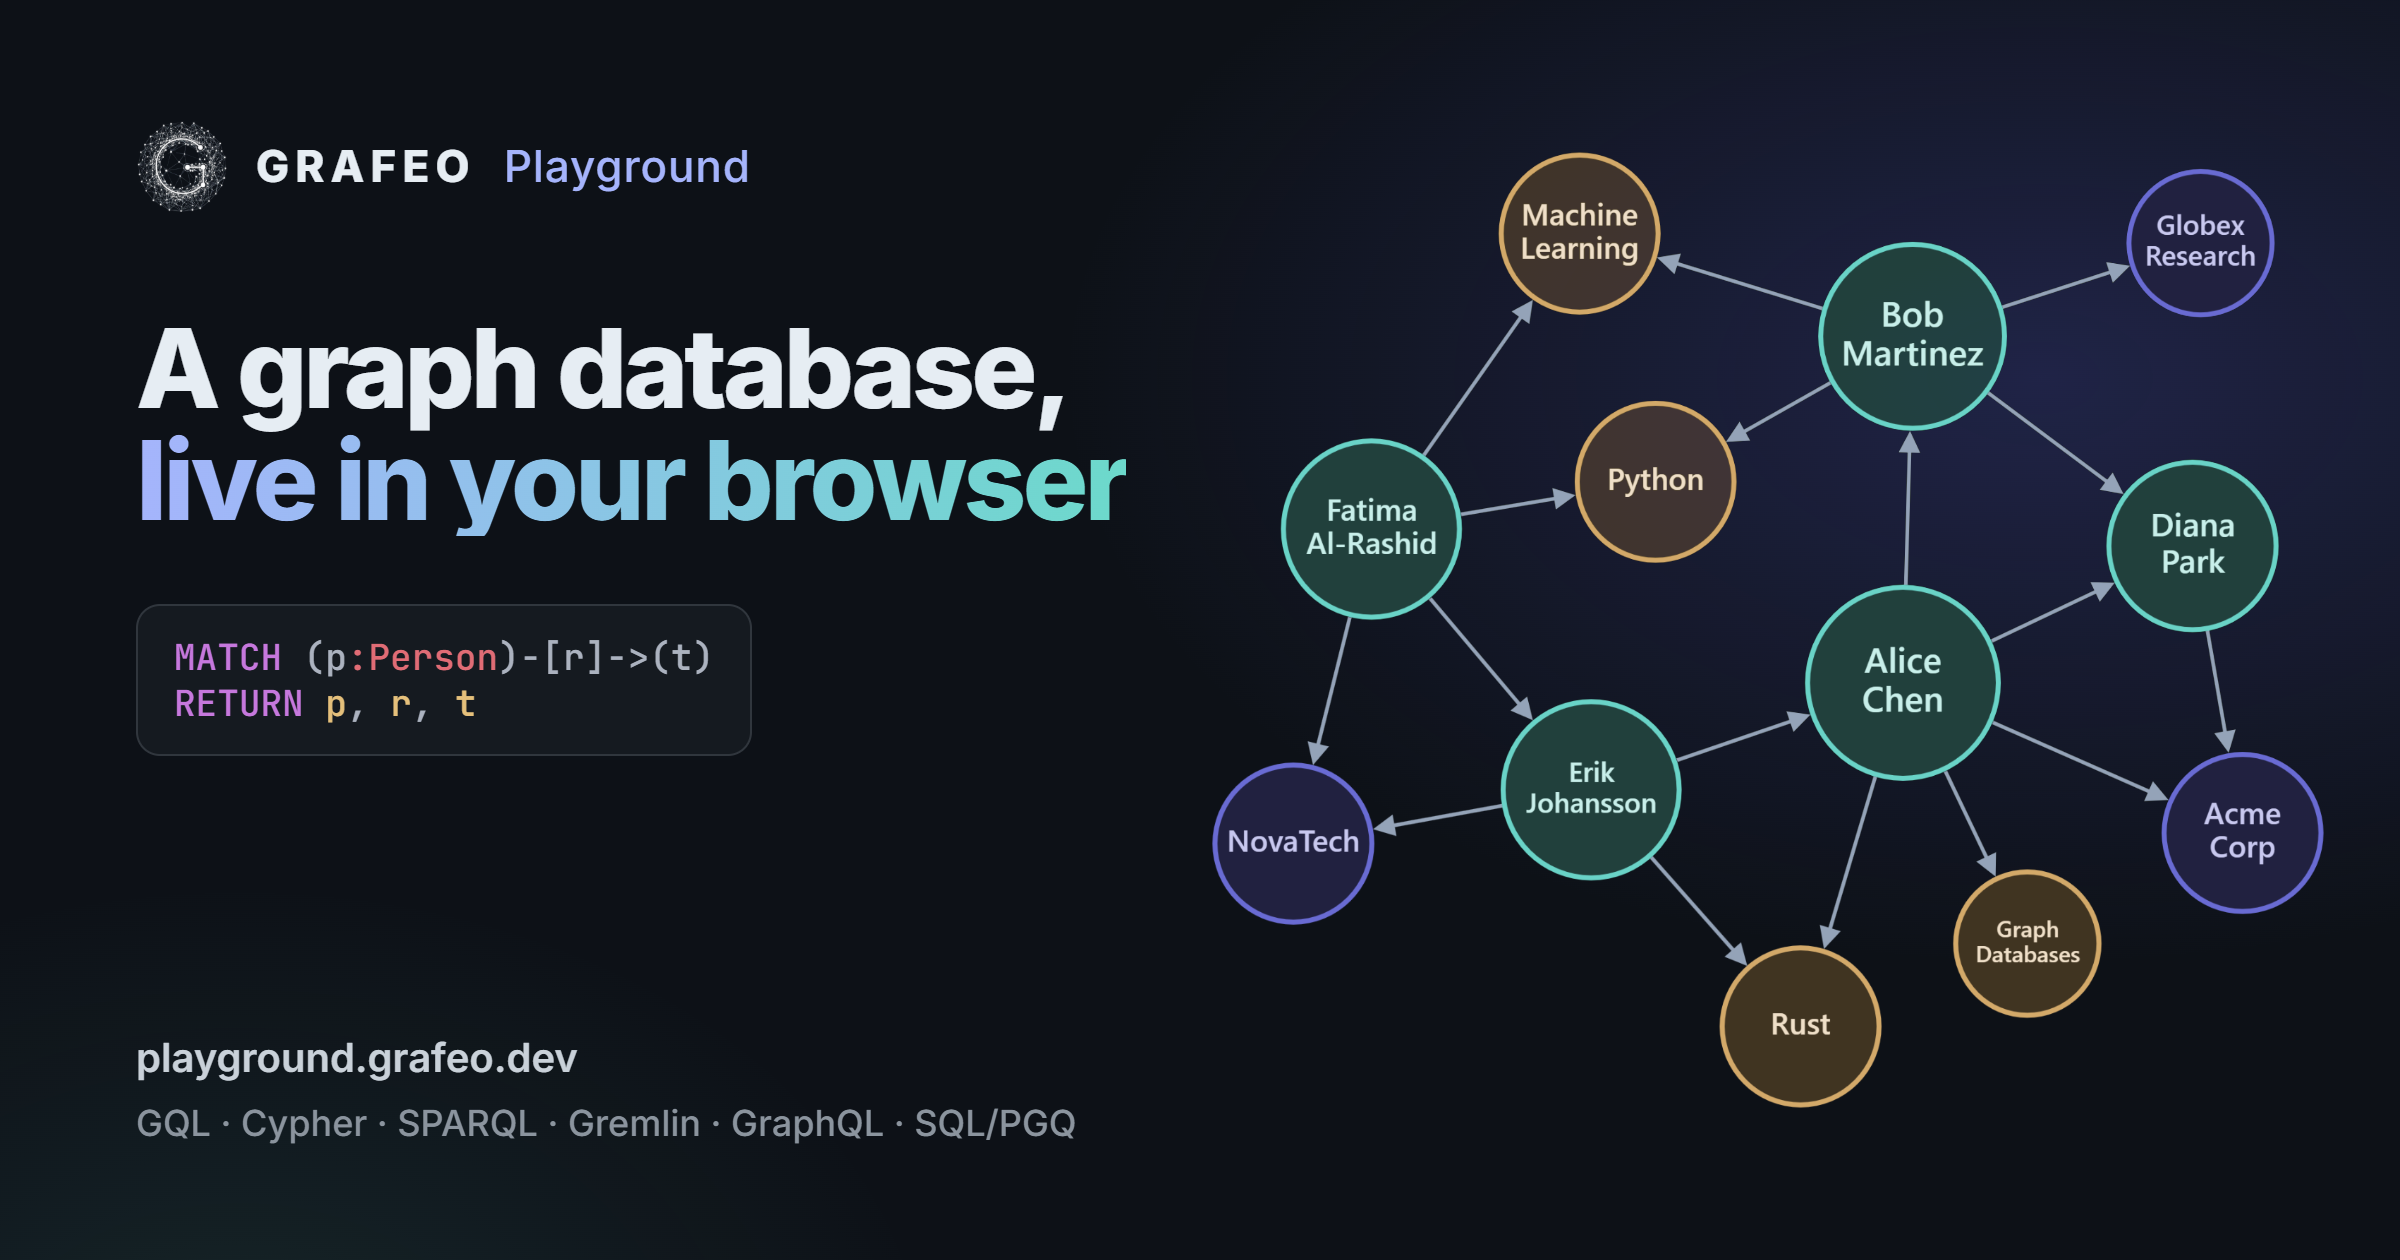 GRAFEO Playground
A graph database,
live in your browser
MATCH (p:Person)-[r]->(t)
RETURN p, r, t
playground.grafeo.dev
GQL · Cypher · SPARQL · Gremlin · GraphQL · SQL/PGQ
Machine
Learning
Globex
Research
Bob
Martinez
Python
Fatima
Al-Rashid
Diana
Park
Alice
Chen
Erik
Johansson
NovaTech
Acme
Corp
Graph
Databases
Rust